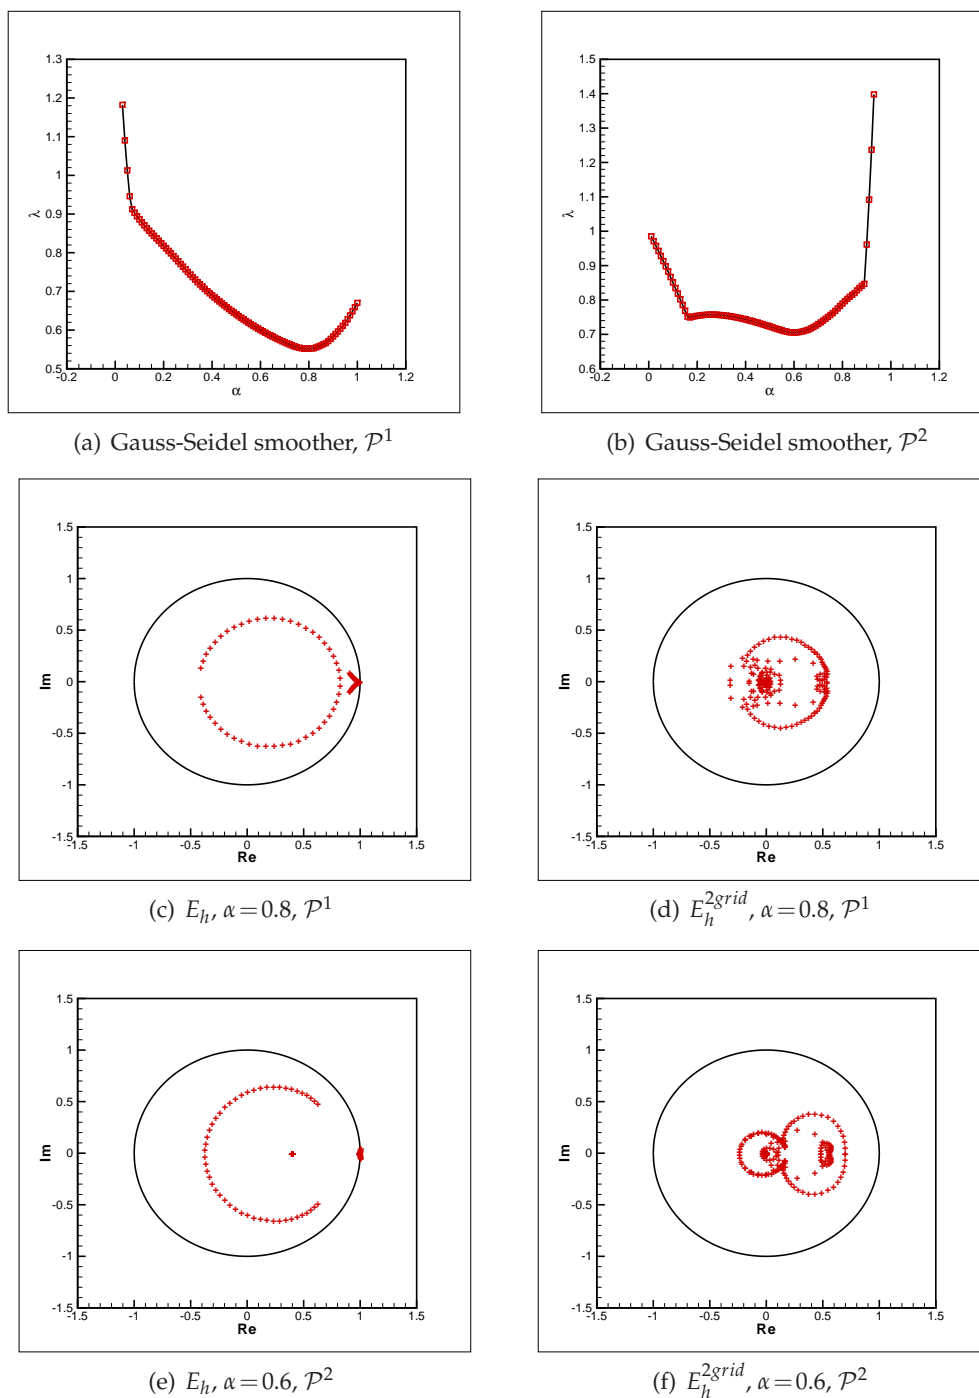 1.3
1.2
1.1
1
0.9
0.8
0.7
0.6
0.5
λ
-0.2 0 0.2 0.4 0.6 0.8 1 1.2
α
(a) Gauss-Seidel smoother, 𝒫¹
1.5
1.4
1.3
1.2
1.1
1
0.9
0.8
0.7
0.6
λ
-0.2 0 0.2 0.4 0.6 0.8 1 1.2
α
(b) Gauss-Seidel smoother, 𝒫²
1.5
1
0.5
0
-0.5
-1
-1.5
Im
-1.5 -1 -0.5 0 0.5 1 1.5
Re
(c) E_h, α=0.8, 𝒫¹
1.5
1
0.5
0
-0.5
-1
-1.5
Im
-1.5 -1 -0.5 0 0.5 1 1.5
Re
(d) E_h^{2grid}, α=0.8, 𝒫¹
1.5
1
0.5
0
-0.5
-1
-1.5
Im
-1.5 -1 -0.5 0 0.5 1 1.5
Re
(e) E_h, α=0.6, 𝒫²
1.5
1
0.5
0
-0.5
-1
-1.5
Im
-1.5 -1 -0.5 0 0.5 1 1.5
Re
(f) E_h^{2grid}, α=0.6, 𝒫²